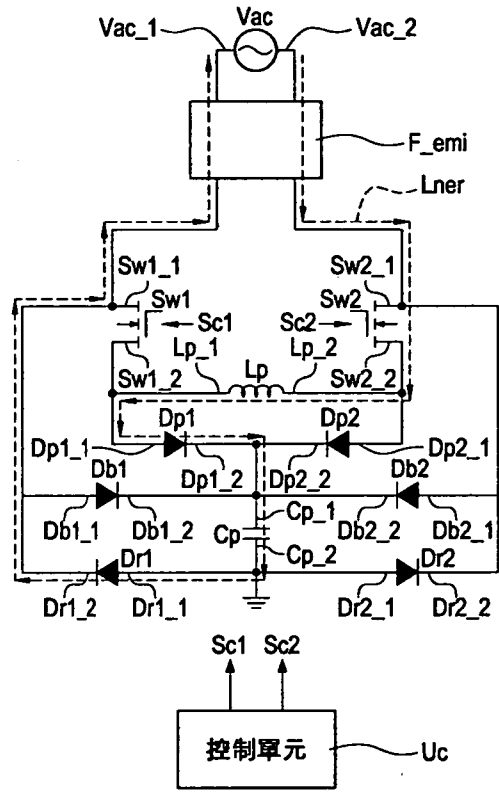 Vac
Vac_1
Vac_2
F_emi
Lner
Sw1_1
Sw2_1
Sw1
Sw2
Sc1
Sc2
Lp_1
Lp_2
Lp
Sw1_2
Sw2_2
Dp1
Dp2
Dp1_1
Dp1_2
Dp2_2
Dp2_1
Db1
Db2
Db1_1
Db1_2
Cp_1
Cp
Cp_2
Db2_2
Db2_1
Dr1
Dr2
Dr1_2
Dr1_1
Dr2_1
Dr2_2
Sc1
Sc2
控制單元
Uc